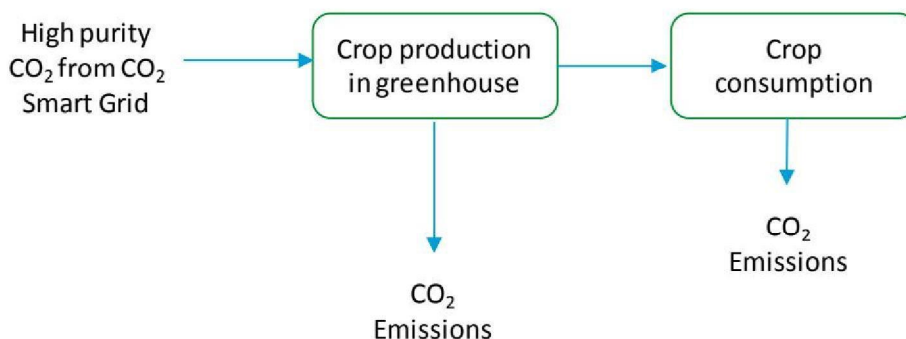 High purity
CO₂ from CO₂
Smart Grid
Crop production
in greenhouse
Crop
consumption
CO₂
Emissions
CO₂
Emissions